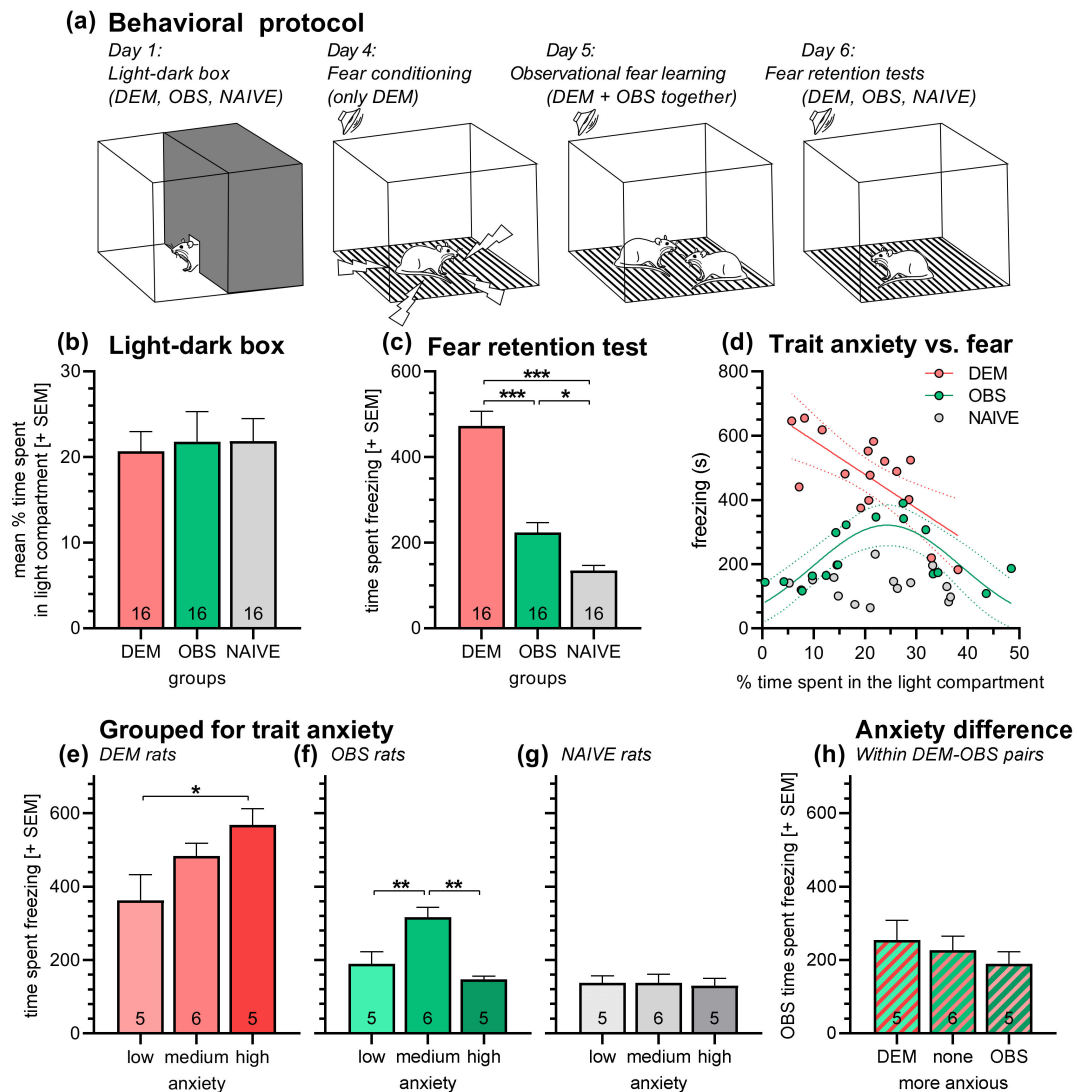 (a) Behavioral protocol
Day 1:
Light-dark box
(DEM, OBS, NAIVE)
Day 4:
Fear conditioning
(only DEM)
Day 5:
Observational fear learning
(DEM + OBS together)
Day 6:
Fear retention tests
(DEM, OBS, NAIVE)
(b) Light-dark box
mean % time spent
in light compartment [+ SEM]
30
20
10
0
16
16
16
DEM
OBS
NAIVE
groups
(c) Fear retention test
time spent freezing [+ SEM]
600
400
200
0
***
***
*
16
16
16
DEM
OBS
NAIVE
groups
(d) Trait anxiety vs. fear
DEM
OBS
NAIVE
freezing (s)
800
600
400
200
0
0
10
20
30
40
50
% time spent in the light compartment
Grouped for trait anxiety
(e) DEM rats
time spent freezing [+ SEM]
600
400
200
0
*
5
6
5
low
medium
high
anxiety
(f) OBS rats
**
**
5
6
5
low
medium
high
anxiety
(g) NAIVE rats
5
6
5
low
medium
high
anxiety
Anxiety difference
(h) Within DEM-OBS pairs
OBS time spent freezing [+ SEM]
600
400
200
0
5
6
5
DEM
none
OBS
more anxious